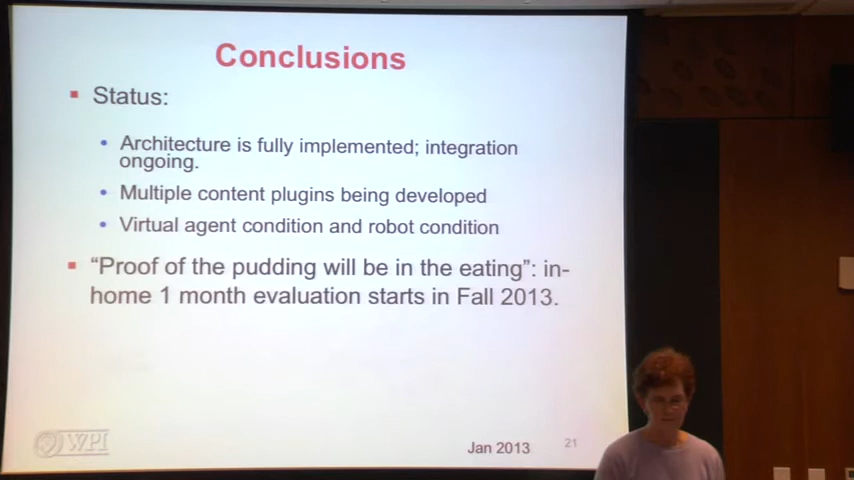 Conclusions
Status:
Architecture is fully implemented; integration
ongoing.
Multiple content plugins being developed
Virtual agent condition and robot condition
“Proof of the pudding will be in the eating”: in-
home 1 month evaluation starts in Fall 2013.
WPI
Jan 2013
21